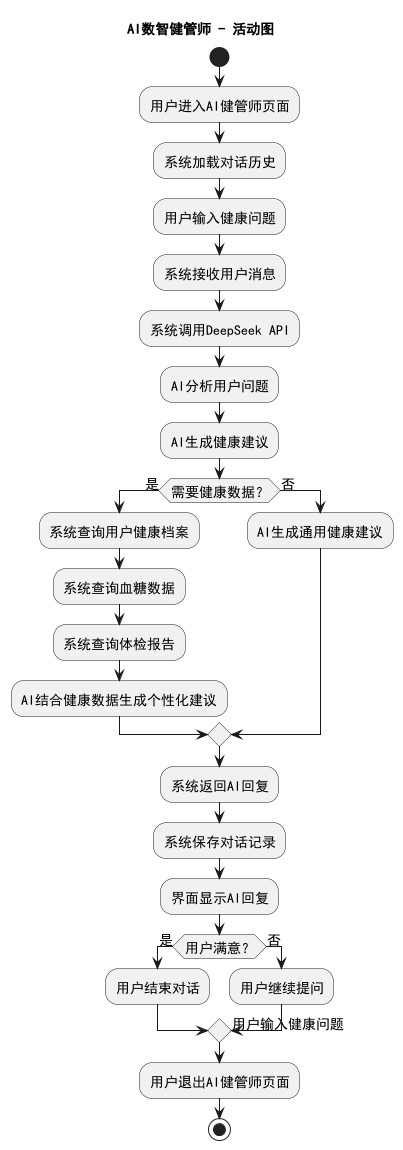 AI数智健管师 - 活动图
用户进入AI健管师页面
系统加载对话历史
用户输入健康问题
系统接收用户消息
系统调用DeepSeek API
AI分析用户问题
AI生成健康建议
是
需要健康数据?
否
系统查询用户健康档案
AI生成通用健康建议
系统查询血糖数据
系统查询体检报告
AI结合健康数据生成个性化建议
系统返回AI回复
系统保存对话记录
界面显示AI回复
是
用户满意?
否
用户结束对话
用户继续提问
用户输入健康问题
用户退出AI健管师页面